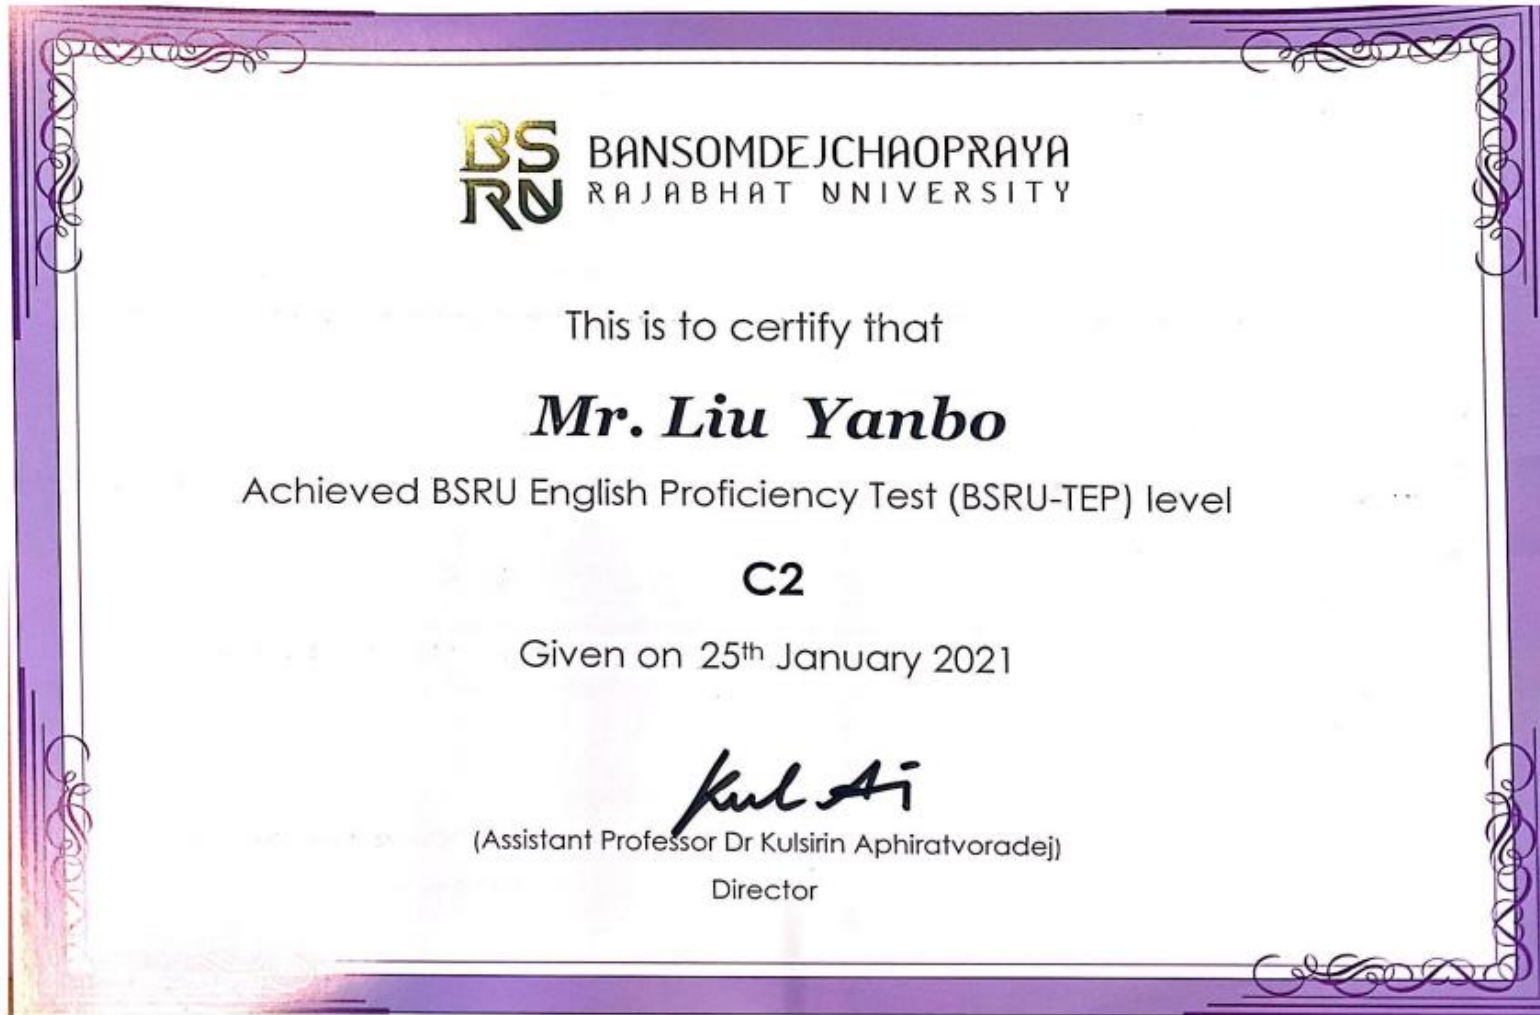 BS
RU
BANSOMDEJCHAOPRAYA
RAJABHAT UNIVERSITY
This is to certify that
Mr. Liu Yanbo
Achieved BSRU English Proficiency Test (BSRU-TEP) level
C2
Given on 25th January 2021
(Assistant Professor Dr Kulsirin Aphiratvoradej)
Director